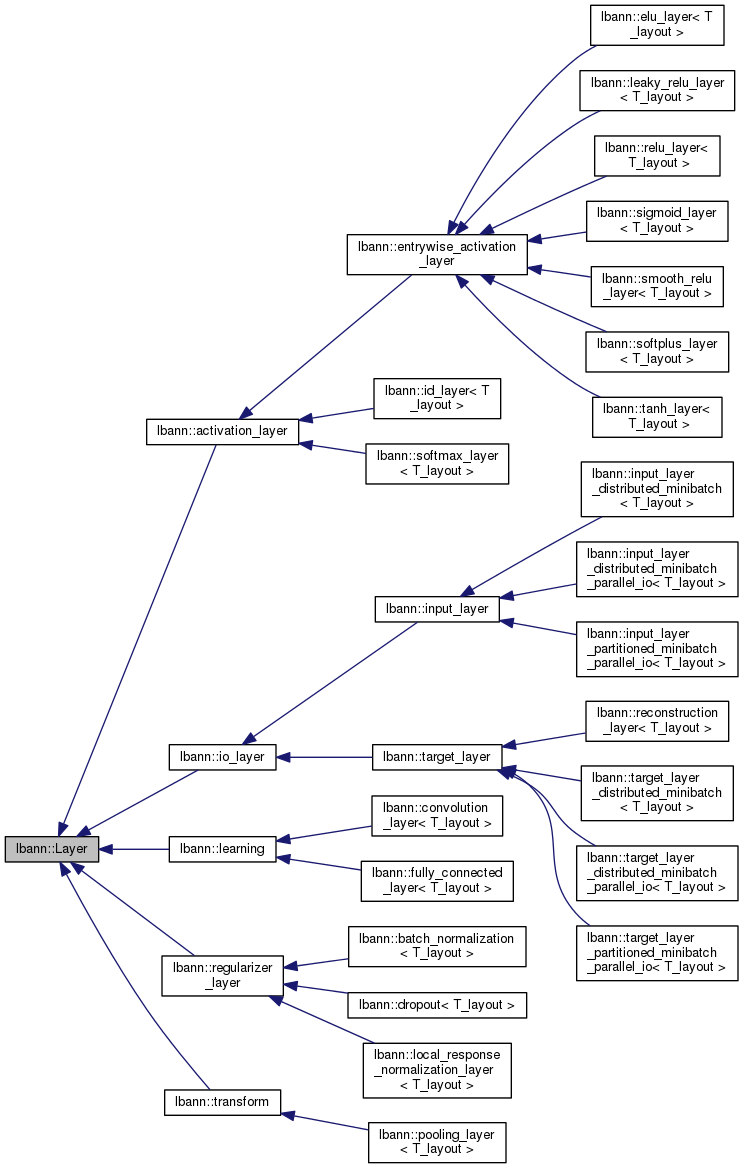 lbann::elu_layer< T
_layout >
lbann::leaky_relu_layer
< T_layout >
lbann::relu_layer<
T_layout >
lbann::sigmoid_layer
< T_layout >
lbann::entrywise_activation
_layer
lbann::smooth_relu
_layer< T_layout >
lbann::softplus_layer
< T_layout >
lbann::id_layer< T
_layout >
lbann::tanh_layer<
T_layout >
lbann::activation_layer
lbann::softmax_layer
< T_layout >
lbann::input_layer
_distributed_minibatch
< T_layout >
lbann::input_layer
_distributed_minibatch
_parallel_io< T_layout >
lbann::input_layer
lbann::input_layer
_partitioned_minibatch
_parallel_io< T_layout >
lbann::reconstruction
_layer< T_layout >
lbann::io_layer
lbann::target_layer
lbann::target_layer
_distributed_minibatch
< T_layout >
lbann::convolution
_layer< T_layout >
lbann::Layer
lbann::learning
lbann::target_layer
_distributed_minibatch
_parallel_io< T_layout >
lbann::fully_connected
_layer< T_layout >
lbann::batch_normalization
< T_layout >
lbann::target_layer
_partitioned_minibatch
_parallel_io< T_layout >
lbann::regularizer
_layer
lbann::dropout< T_layout >
lbann::local_response
_normalization_layer
< T_layout >
lbann::transform
lbann::pooling_layer
< T_layout >